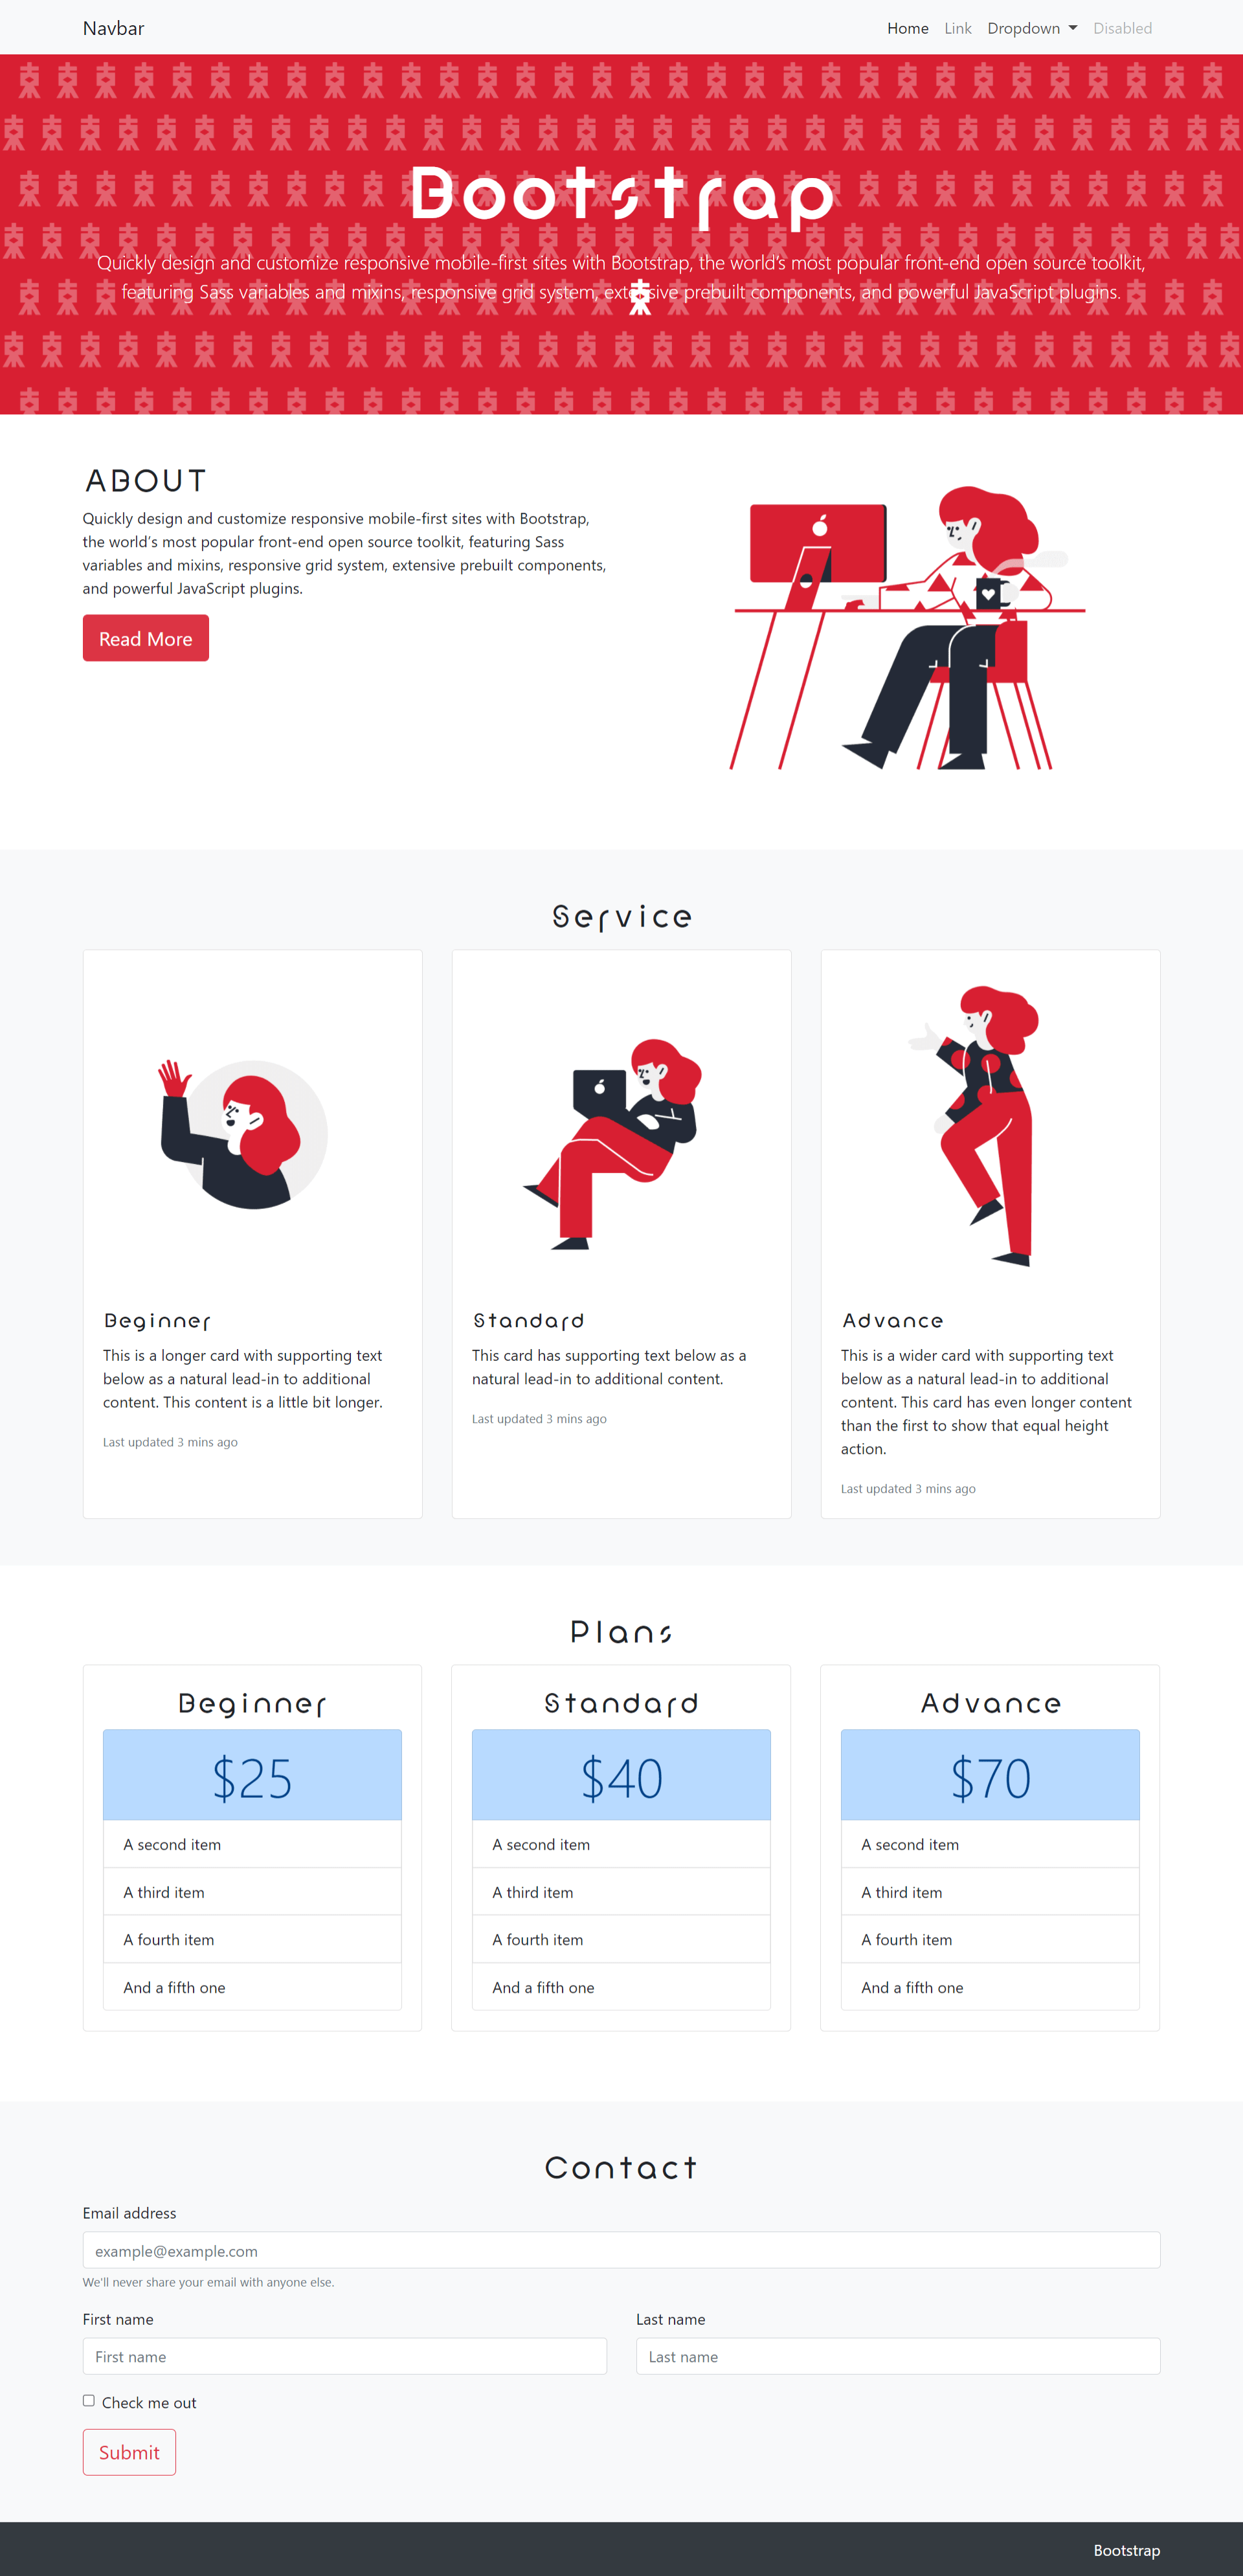 Navbar
Home Link Dropdown Disabled
Bootstrap
Quickly design and customize responsive mobile-first sites with Bootstrap, the world's most popular front-end open source toolkit,
featuring Sass variables and mixins, responsive grid system, extensive prebuilt components, and powerful JavaScript plugins.
ABOUT
Quickly design and customize responsive mobile-first sites with Bootstrap,
the world's most popular front-end open source toolkit, featuring Sass
variables and mixins, responsive grid system, extensive prebuilt components,
and powerful JavaScript plugins.
Read More
Service
Beginner
This is a longer card with supporting text
below as a natural lead-in to additional
content. This content is a little bit longer.
Last updated 3 mins ago
Standard
This card has supporting text below as a
natural lead-in to additional content.
Last updated 3 mins ago
Advance
This is a wider card with supporting text
below as a natural lead-in to additional
content. This card has even longer content
than the first to show that equal height
action.
Last updated 3 mins ago
Plans
Beginner
$25
A second item
A third item
A fourth item
And a fifth one
Standard
$40
A second item
A third item
A fourth item
And a fifth one
Advance
$70
A second item
A third item
A fourth item
And a fifth one
Contact
Email address
example@example.com
We'll never share your email with anyone else.
First name
First name
Last name
Last name
Check me out
Submit
Bootstrap